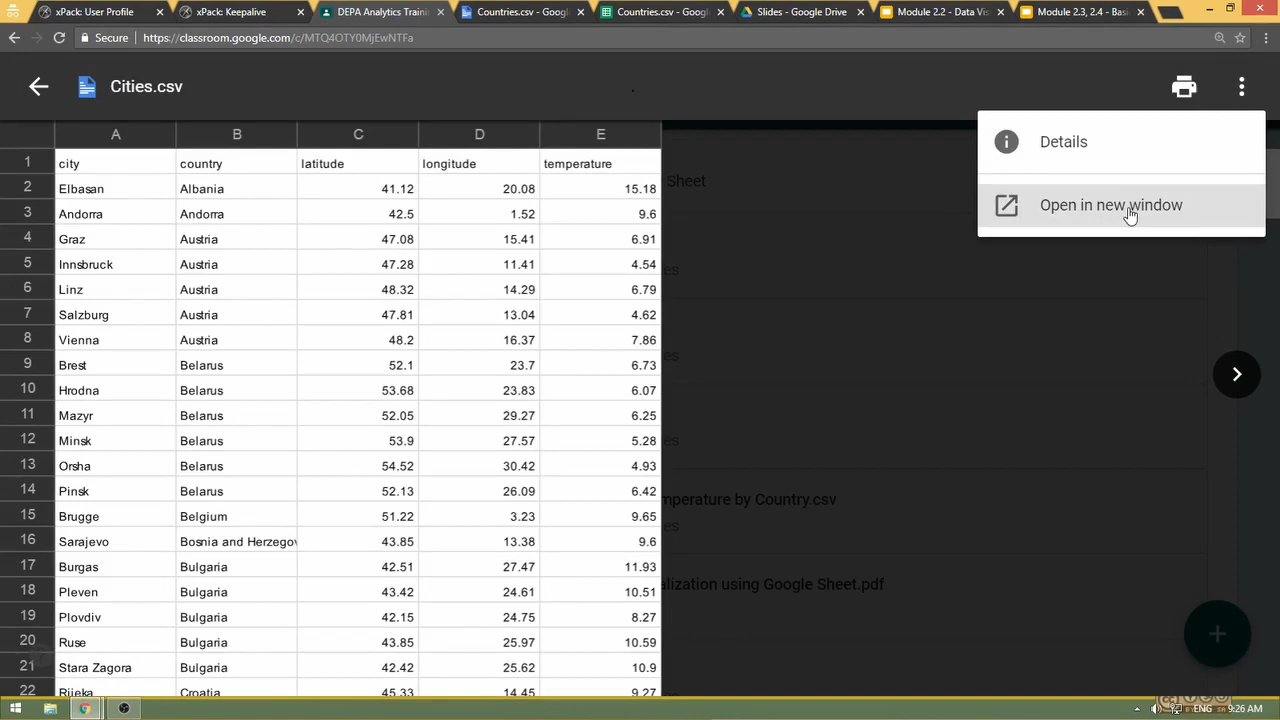 xPack: User Profile
xPack: Keepalive
DEPA Analytics Trainin
Countries.csv - Googl
Countries.csv - Googl
Slides - Google Drive
Module 2.2 - Data Vis
Module 2.3, 2.4 - Basi
Secure
https://classroom.google.com/c/MTQ4OTY0MjEwNTFa
Cities.csv
Details
Open in new window
A B C D E
1 city country latitude longitude temperature
2 Elbasan Albania 41.12 20.08 15.18
3 Andorra Andorra 42.5 1.52 9.6
4 Graz Austria 47.08 15.41 6.91
5 Innsbruck Austria 47.28 11.41 4.54
6 Linz Austria 48.32 14.29 6.79
7 Salzburg Austria 47.81 13.04 4.62
8 Vienna Austria 48.2 16.37 7.86
9 Brest Belarus 52.1 23.7 6.73
10 Hrodna Belarus 53.68 23.83 6.07
11 Mazyr Belarus 52.05 29.27 6.25
12 Minsk Belarus 53.9 27.57 5.28
13 Orsha Belarus 54.52 30.42 4.93
14 Pinsk Belarus 52.13 26.09 6.42
15 Brugge Belgium 51.22 3.23 9.65
16 Sarajevo Bosnia and Herzegov 43.85 13.38 9.6
17 Burgas Bulgaria 42.51 27.47 11.93
18 Pleven Bulgaria 43.42 24.61 10.51
19 Plovdiv Bulgaria 42.15 24.75 8.27
20 Ruse Bulgaria 43.85 25.97 10.59
21 Stara Zagora Bulgaria 42.42 25.62 10.9
22 Rijeka Croatia 45.33 14.45 9.27
Sheet
es
es
es
mperature by Country.csv
es
alization using Google Sheet.pdf
es
ENG 9:26 AM